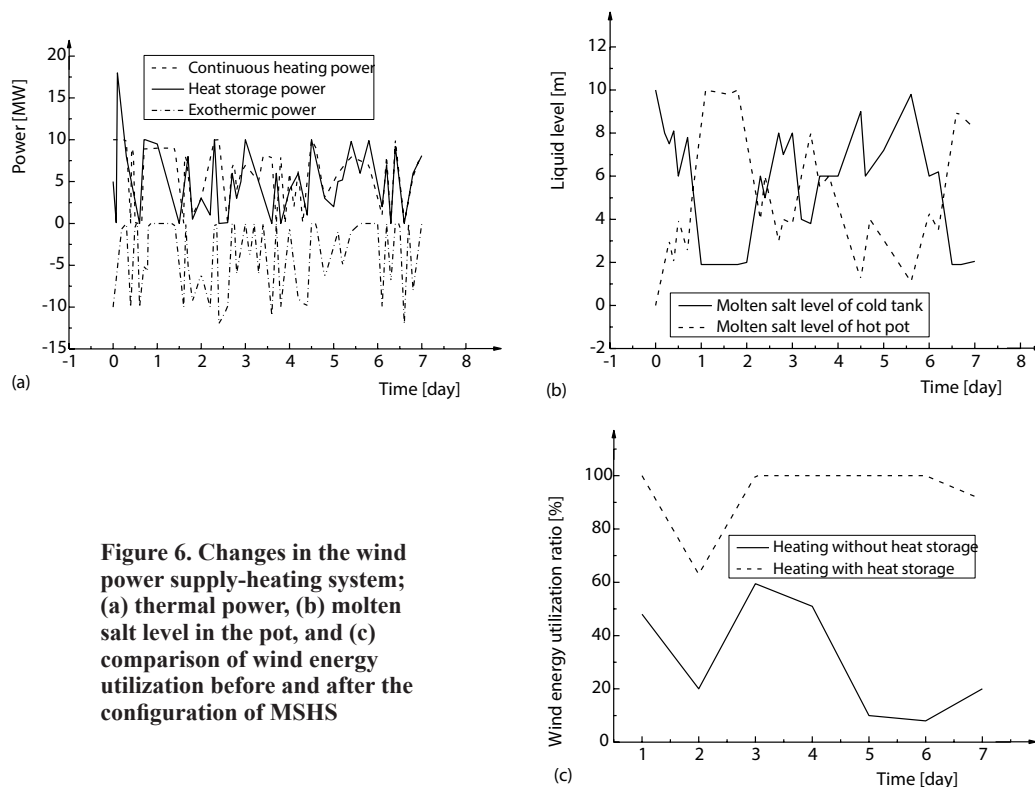 Power [MW]
20
15
10
5
0
-5
-10
-15
Continuous heating power
Heat storage power
Exothermic power
-1 0 1 2 3 4 5 6 7 8
Time [day]
(a)
Liquid level [m]
12
10
8
6
4
2
0
-2
Molten salt level of cold tank
Molten salt level of hot pot
-1 0 1 2 3 4 5 6 7 8
Time [day]
(b)
Figure 6. Changes in the wind
power supply-heating system;
(a) thermal power, (b) molten
salt level in the pot, and (c)
comparison of wind energy
utilization before and after the
configuration of MSHS
Wind energy utilization ratio [%]
100
80
60
40
20
0
Heating without heat storage
Heating with heat storage
1 2 3 4 5 6 7
Time [day]
(c)